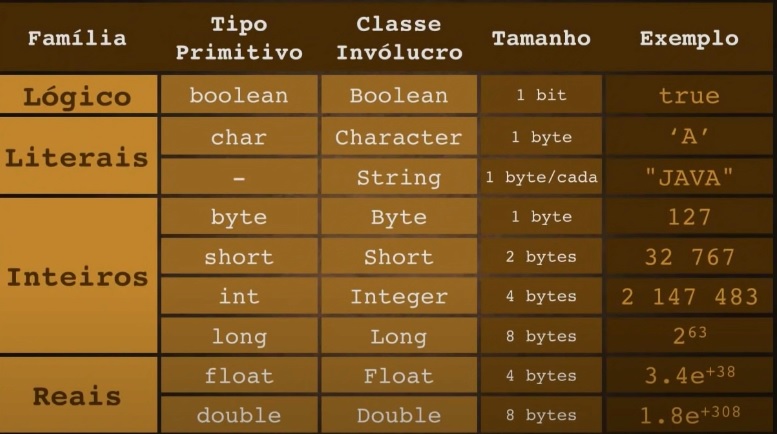 Família Tipo Primitivo Classe Invólucro Tamanho Exemplo
Lógico boolean Boolean 1 bit true
Literais char Character 1 byte ‘A’
– String 1 byte/cada "JAVA"
Inteiros byte Byte 1 byte 127
short Short 2 bytes 32 767
int Integer 4 bytes 2 147 483
long Long 8 bytes 2⁶³
Reais float Float 4 bytes 3.4e⁺³⁸
double Double 8 bytes 1.8e⁺³⁰⁸